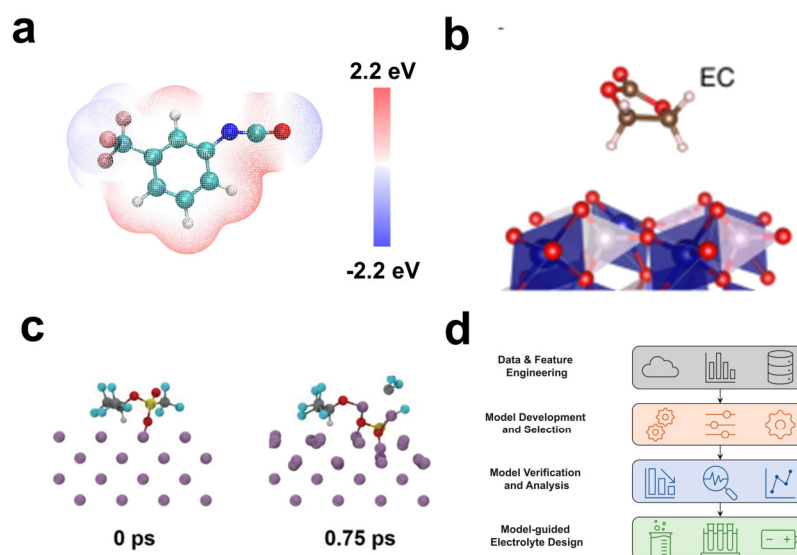 a
2.2 eV
-2.2 eV
b
EC
c
0 ps
0.75 ps
d
Data & Feature
Engineering
Model Development
and Selection
Model Verification
and Analysis
Model-guided
Electrolyte Design